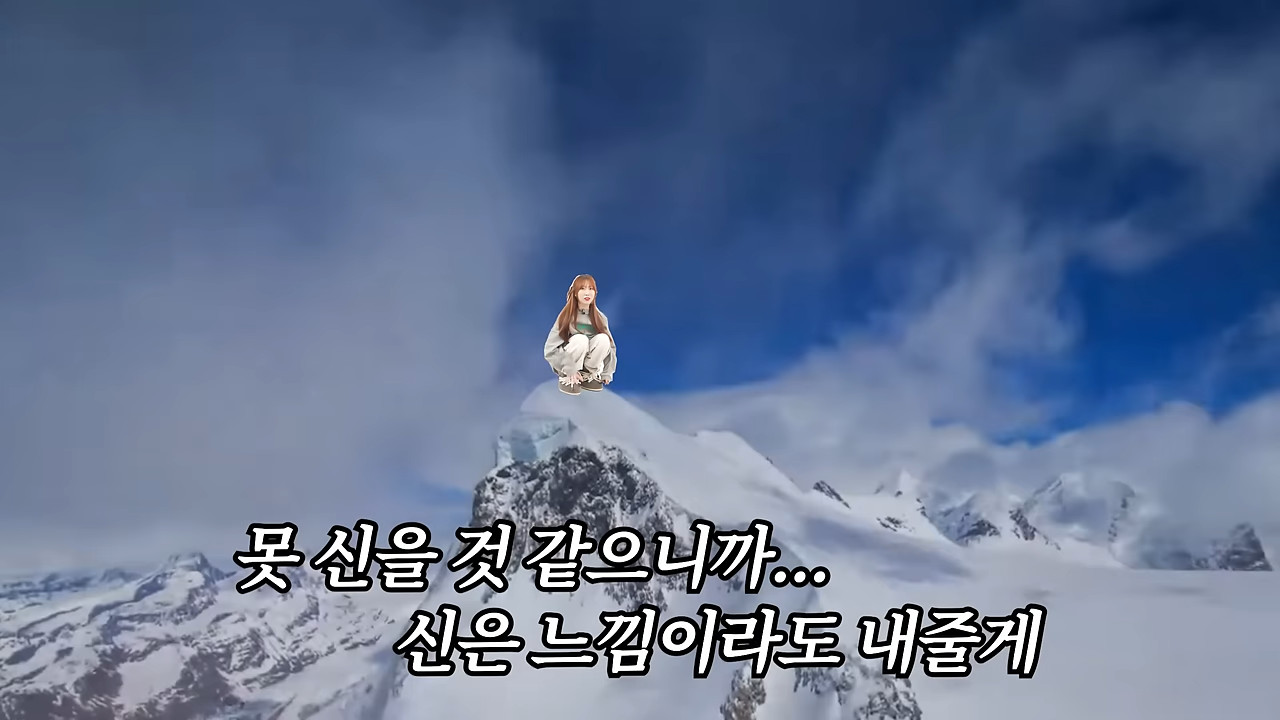 못 신을 것 같으니까...
신은 느낌이라도 내줄게